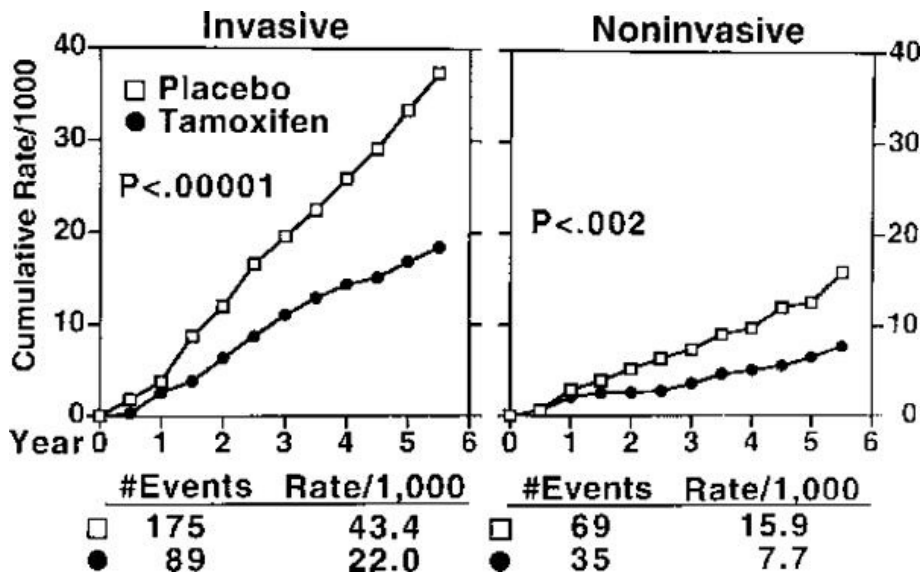 Invasive Noninvasive
40 40
Placebo
Tamoxifen
30 30
P<.00001
P<.002
20 20
10 10
0 0
Cumulative Rate/1000
Year 0 1 2 3 4 5 6 0 1 2 3 4 5 6
#Events Rate/1,000 #Events Rate/1,000
175 43.4 69 15.9
89 22.0 35 7.7